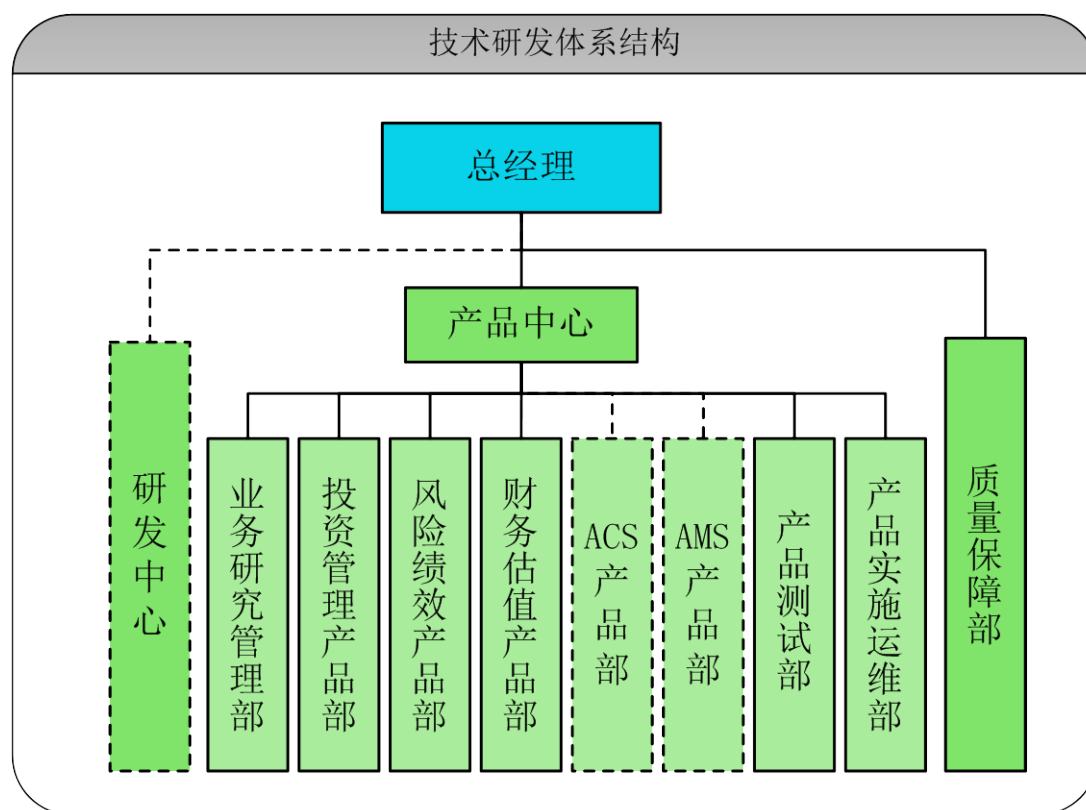 技术研发体系结构
总经理
产品中心
研发中心
业务研究管理部
投资管理产品部
风险绩效产品部
财务估值产品部
ACS产品部
AMS产品部
产品测试部
产品实施运维部
质量保障部